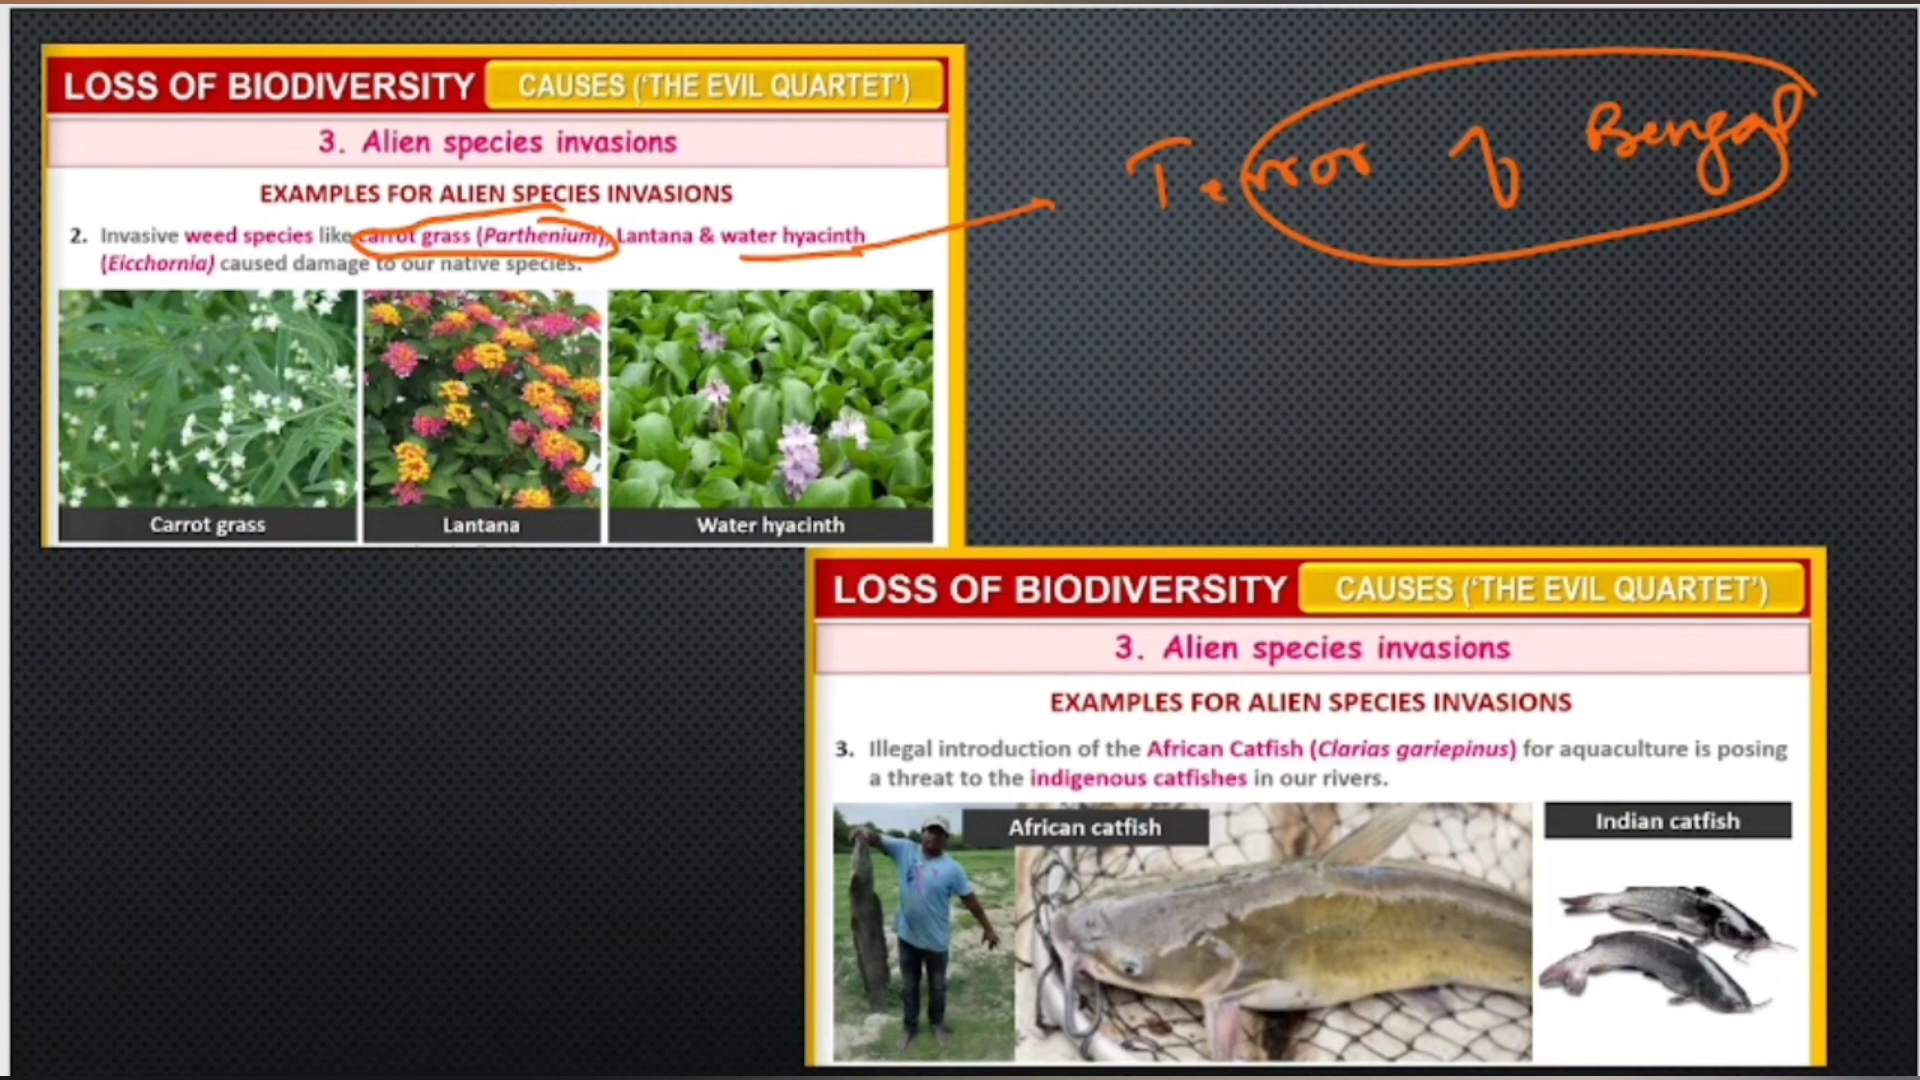 LOSS OF BIODIVERSITY CAUSES (‘THE EVIL QUARTET’)
3. Alien species invasions
EXAMPLES FOR ALIEN SPECIES INVASIONS
2. Invasive weed species like carrot grass (Parthenium), Lantana & water hyacinth
(Eicchornia) caused damage to our native species.
Carrot grass Lantana Water hyacinth
Terror of Bengal
LOSS OF BIODIVERSITY CAUSES (‘THE EVIL QUARTET’)
3. Alien species invasions
EXAMPLES FOR ALIEN SPECIES INVASIONS
3. Illegal introduction of the African Catfish (Clarias gariepinus) for aquaculture is posing
a threat to the indigenous catfishes in our rivers.
African catfish Indian catfish